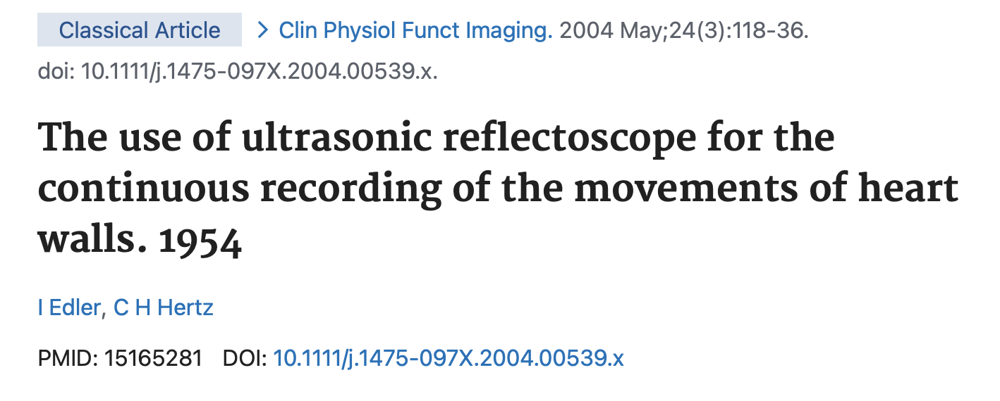 Classical Article > Clin Physiol Funct Imaging. 2004 May;24(3):118-36.
doi: 10.1111/j.1475-097X.2004.00539.x.
The use of ultrasonic reflectoscope for the
continuous recording of the movements of heart
walls. 1954
I Edler, C H Hertz
PMID: 15165281 DOI: 10.1111/j.1475-097X.2004.00539.x